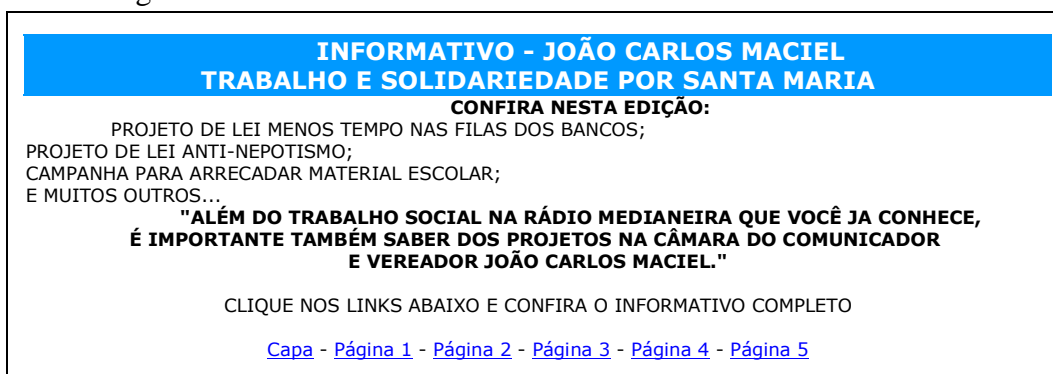 INFORMATIVO - JOÃO CARLOS MACIEL
TRABALHO E SOLIDARIEDADE POR SANTA MARIA
CONFIRA NESTA EDIÇÃO:
PROJETO DE LEI MENOS TEMPO NAS FILAS DOS BANCOS;
PROJETO DE LEI ANTI-NEPOTISMO;
CAMPANHA PARA ARRECADAR MATERIAL ESCOLAR;
E MUITOS OUTROS...
"ALÉM DO TRABALHO SOCIAL NA RÁDIO MEDIANEIRA QUE VOCÊ JA CONHECE,
É IMPORTANTE TAMBÉM SABER DOS PROJETOS NA CÂMARA DO COMUNICADOR
E VEREADOR JOÃO CARLOS MACIEL."
CLIQUE NOS LINKS ABAIXO E CONFIRA O INFORMATIVO COMPLETO
Capa - Página 1 - Página 2 - Página 3 - Página 4 - Página 5